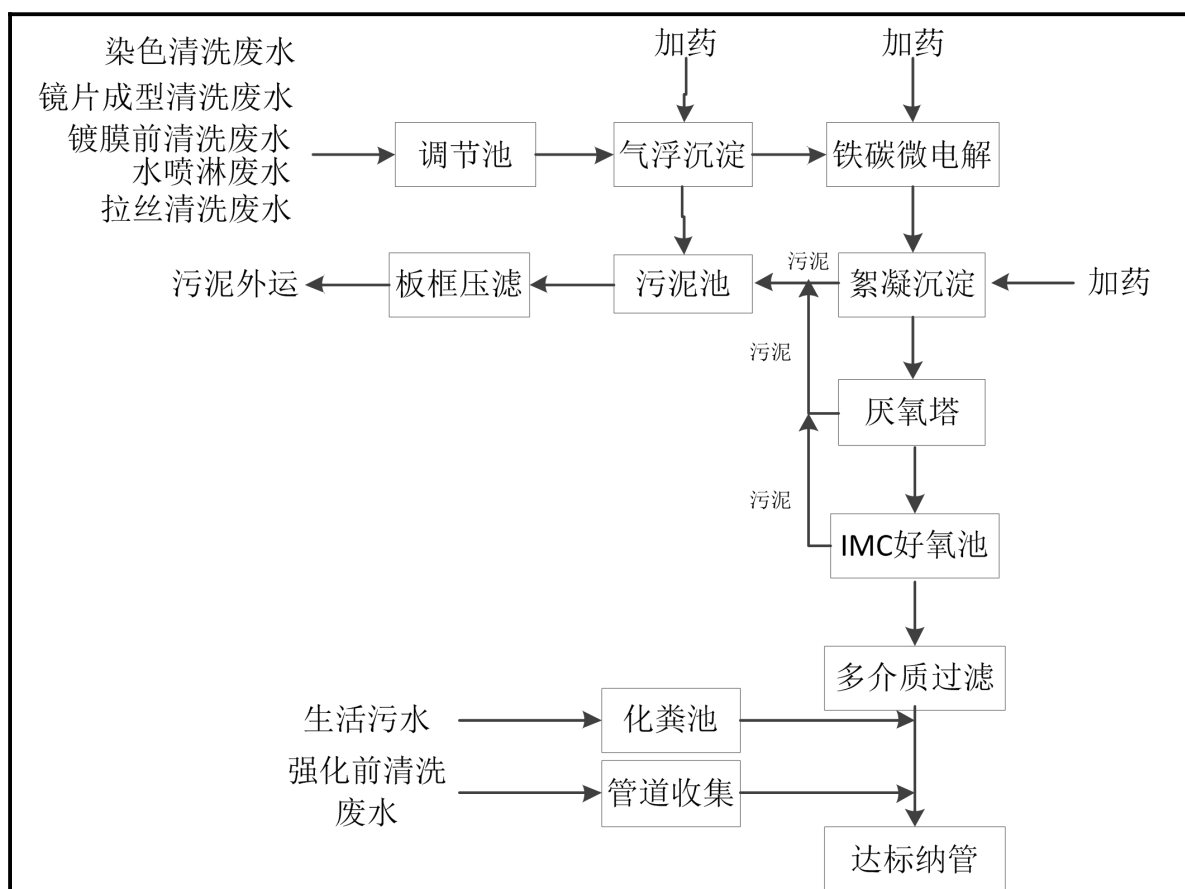 染色清洗废水
镜片成型清洗废水
镀膜前清洗废水
水喷淋废水
拉丝清洗废水
加药
加药
调节池
气浮沉淀
铁碳微电解
污泥外运
板框压滤
污泥池
污泥
絮凝沉淀
加药
污泥
厌氧塔
污泥
IMC好氧池
多介质过滤
生活污水
化粪池
强化前清洗
废水
管道收集
达标纳管